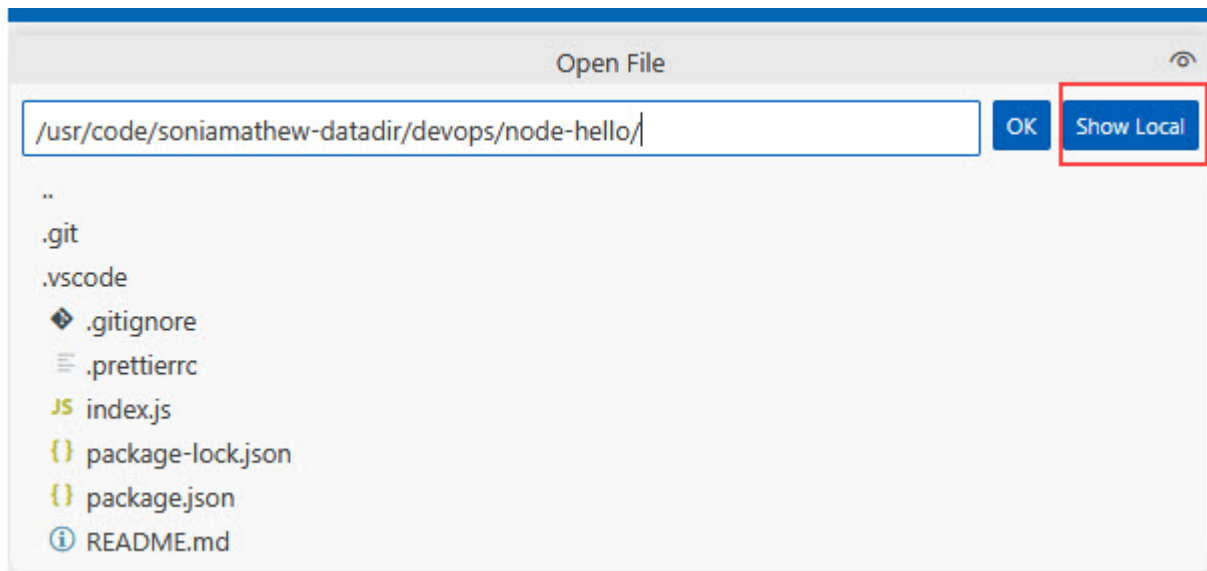 Open File
/usr/code/soniamathew-datadir/devops/node-hello/
OK
Show Local
..
.git
.vscode
.gitignore
.prettierrc
JS index.js
{} package-lock.json
{} package.json
README.md